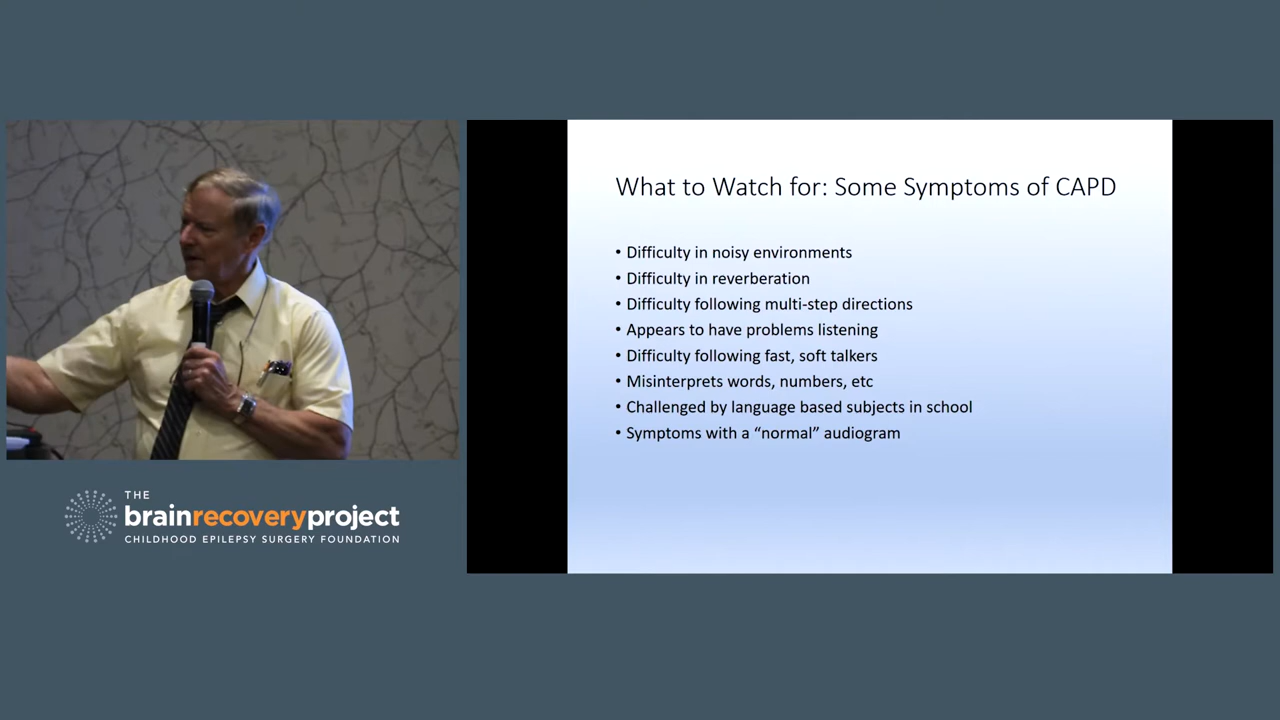 What to Watch for: Some Symptoms of CAPD
• Difficulty in noisy environments
• Difficulty in reverberation
• Difficulty following multi-step directions
• Appears to have problems listening
• Difficulty following fast, soft talkers
• Misinterprets words, numbers, etc
• Challenged by language based subjects in school
• Symptoms with a “normal” audiogram
THE
brainrecoveryproject
CHILDHOOD EPILEPSY SURGERY FOUNDATION